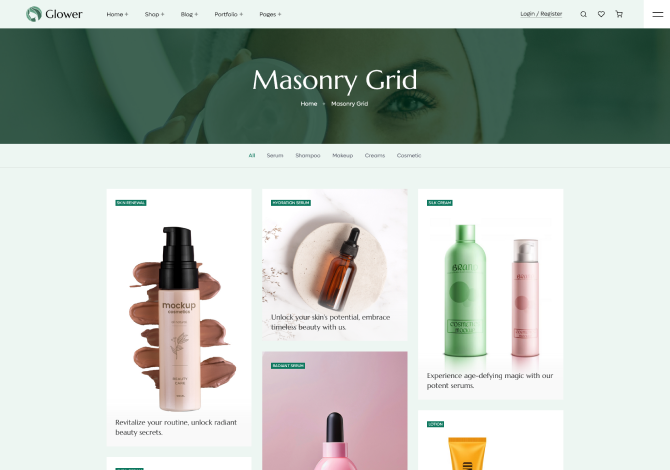 Glower
Home +
Shop +
Blog +
Portfolio +
Pages +
Login / Register
Masonry Grid
Home
Masonry Grid
All
Serum
Shampoo
Makeup
Creams
Cosmetic
SKIN RENEWAL
mockup
cosmetics
BEAUTY
CARE
Revitalize your routine, unlock radiant
beauty secrets.
HYDRATION SERUM
Unlock your skin's potential, embrace
timeless beauty with us
RADIANT SERUM
SILK CREAM
Experience age-defying magic with our
potent serums.
LOTION